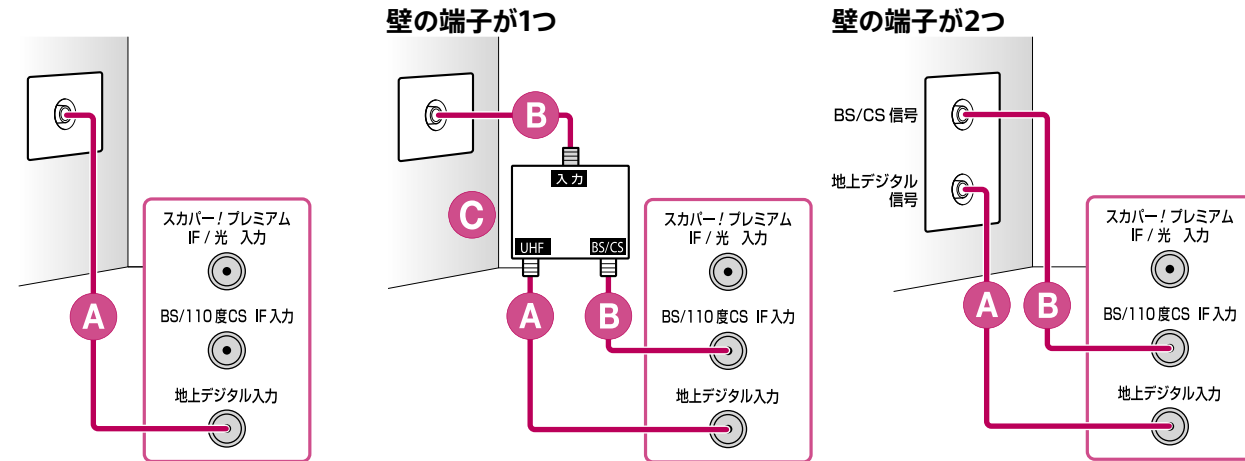 壁の端子が1つ
壁の端子が2つ
スカパー！プレミアム
IF / 光 入力
A
BS/110度CS IF入力
地上デジタル入力
B
入力
C
UHF
BS/CS
A
B
スカパー！プレミアム
IF / 光 入力
BS/110度CS IF入力
地上デジタル入力
BS/CS 信号
地上デジタル
信号
A
B
スカパー！プレミアム
IF / 光 入力
BS/110度CS IF入力
地上デジタル入力